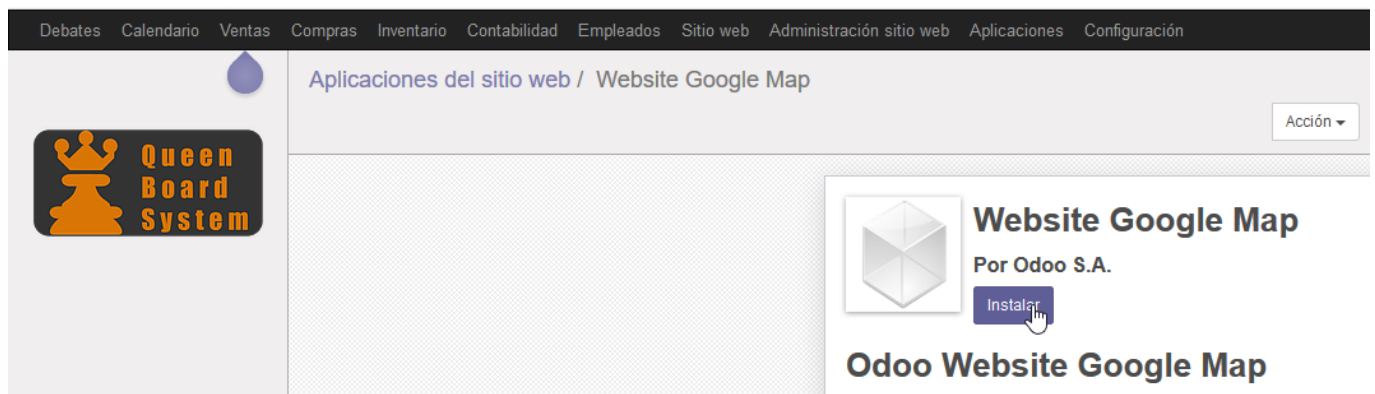 Debates Calendario Ventas Compras Inventario Contabilidad Empleados Sitio web Administración sitio web Aplicaciones Configuración
Aplicaciones del sitio web / Website Google Map
Acción
Queen
Board
System
Website Google Map
Por Odoo S.A.
Instalar
Odoo Website Google Map